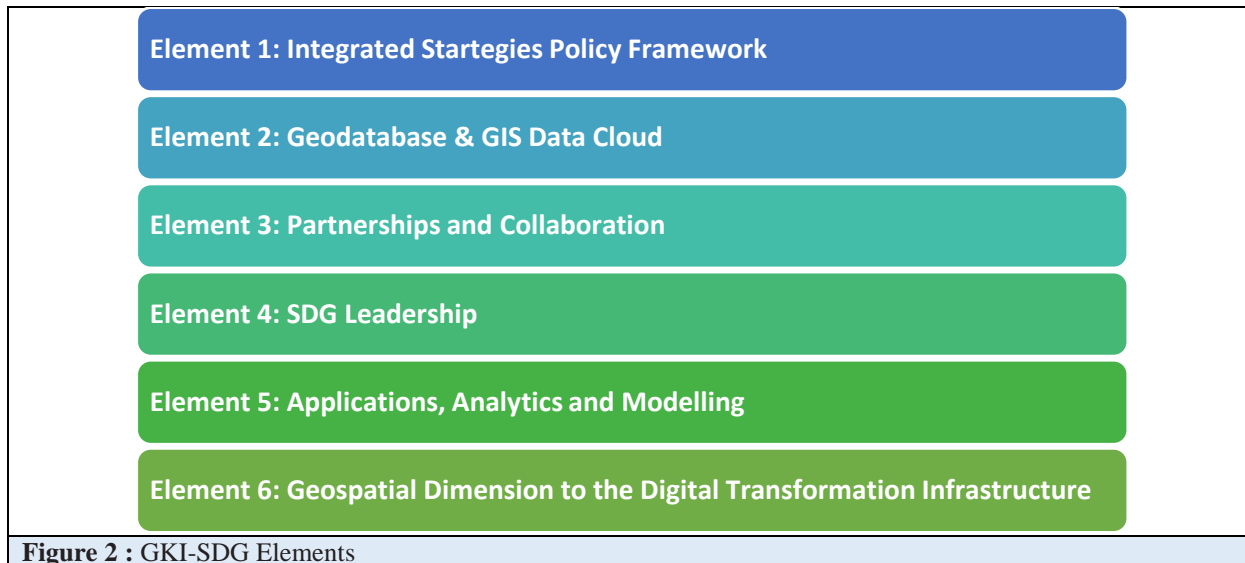 Element 1: Integrated Startegies Policy Framework
Element 2: Geodatabase & GIS Data Cloud
Element 3: Partnerships and Collaboration
Element 4: SDG Leadership
Element 5: Applications, Analytics and Modelling
Element 6: Geospatial Dimension to the Digital Transformation Infrastructure
Figure 2 : GKI-SDG Elements